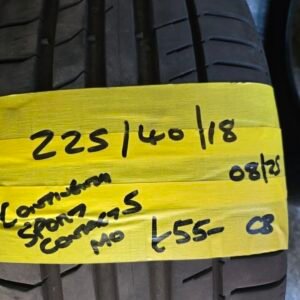 225/40/18
08/25
Continental
Sport
Contact 5
MO
£55-
C8